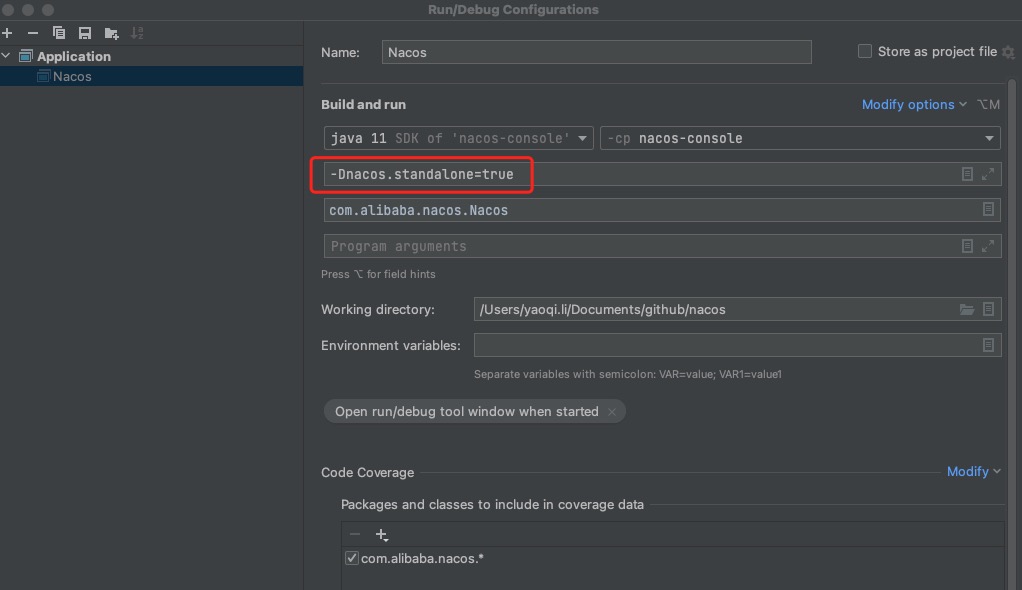 Run/Debug Configurations
Application
Nacos
Name: Nacos Store as project file
Build and run Modify options ⌥M
java 11 SDK of 'nacos-console' -cp nacos-console
-Dnacos.standalone=true
com.alibaba.nacos.Nacos
Program arguments
Press ⌥ for field hints
Working directory: /Users/yaoqi.li/Documents/github/nacos
Environment variables:
Separate variables with semicolon: VAR=value; VAR1=value1
Open run/debug tool window when started
Code Coverage Modify
Packages and classes to include in coverage data
com.alibaba.nacos.*